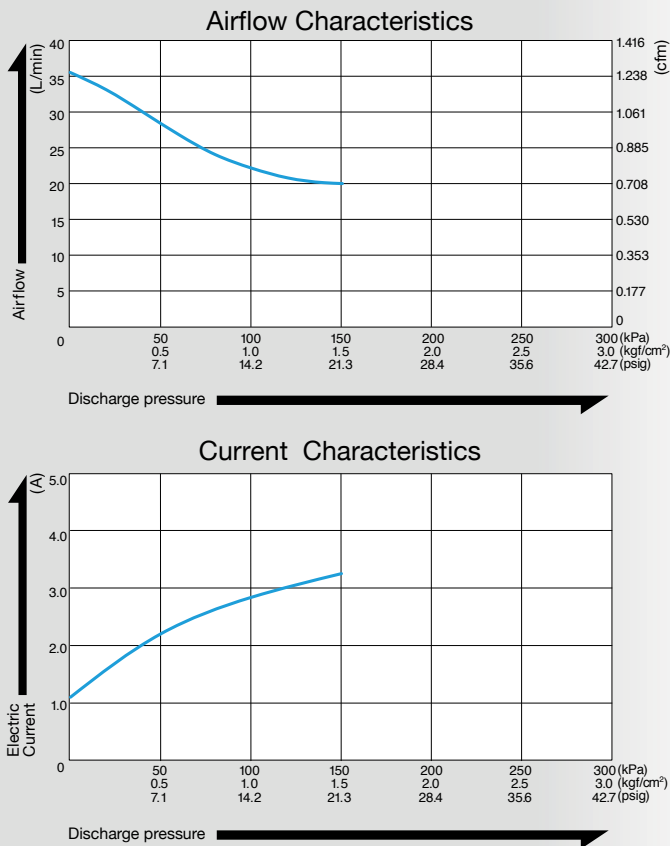 Airflow Characteristics
(L/min)
(cfm)
40
35
30
25
20
15
10
5
0
1.416
1.238
1.061
0.885
0.708
0.530
0.353
0.177
0
Airflow
50 100 150 200 250 300 (kPa)
0.5 1.0 1.5 2.0 2.5 3.0 (kgf/cm²)
7.1 14.2 21.3 28.4 35.6 42.7 (psig)
Discharge pressure
Current Characteristics
(A)
5.0
4.0
3.0
2.0
1.0
0
Electric
Current
50 100 150 200 250 300 (kPa)
0.5 1.0 1.5 2.0 2.5 3.0 (kgf/cm²)
7.1 14.2 21.3 28.4 35.6 42.7 (psig)
Discharge pressure